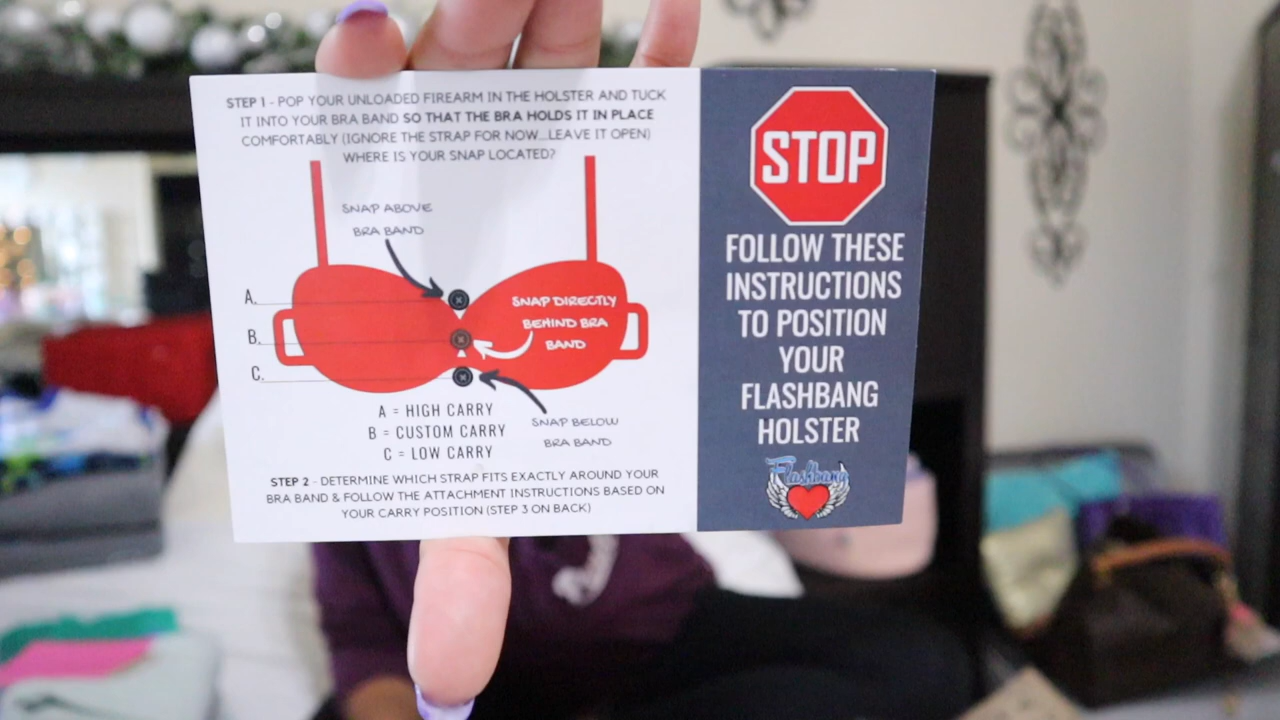 STEP 1 - POP YOUR UNLOADED FIREARM IN THE HOLSTER AND TUCK
IT INTO YOUR BRA BAND SO THAT THE BRA HOLDS IT IN PLACE
COMFORTABLY (IGNORE THE STRAP FOR NOW...LEAVE IT OPEN)
WHERE IS YOUR SNAP LOCATED?
SNAP ABOVE
BRA BAND
A.
B.
C.
SNAP DIRECTLY
BEHIND BRA
BAND
A = HIGH CARRY
B = CUSTOM CARRY
C = LOW CARRY
SNAP BELOW
BRA BAND
STEP 2 - DETERMINE WHICH STRAP FITS EXACTLY AROUND YOUR
BRA BAND & FOLLOW THE ATTACHMENT INSTRUCTIONS BASED ON
YOUR CARRY POSITION (STEP 3 ON BACK)
STOP
FOLLOW THESE
INSTRUCTIONS
TO POSITION
YOUR
FLASHBANG
HOLSTER
Flashbang